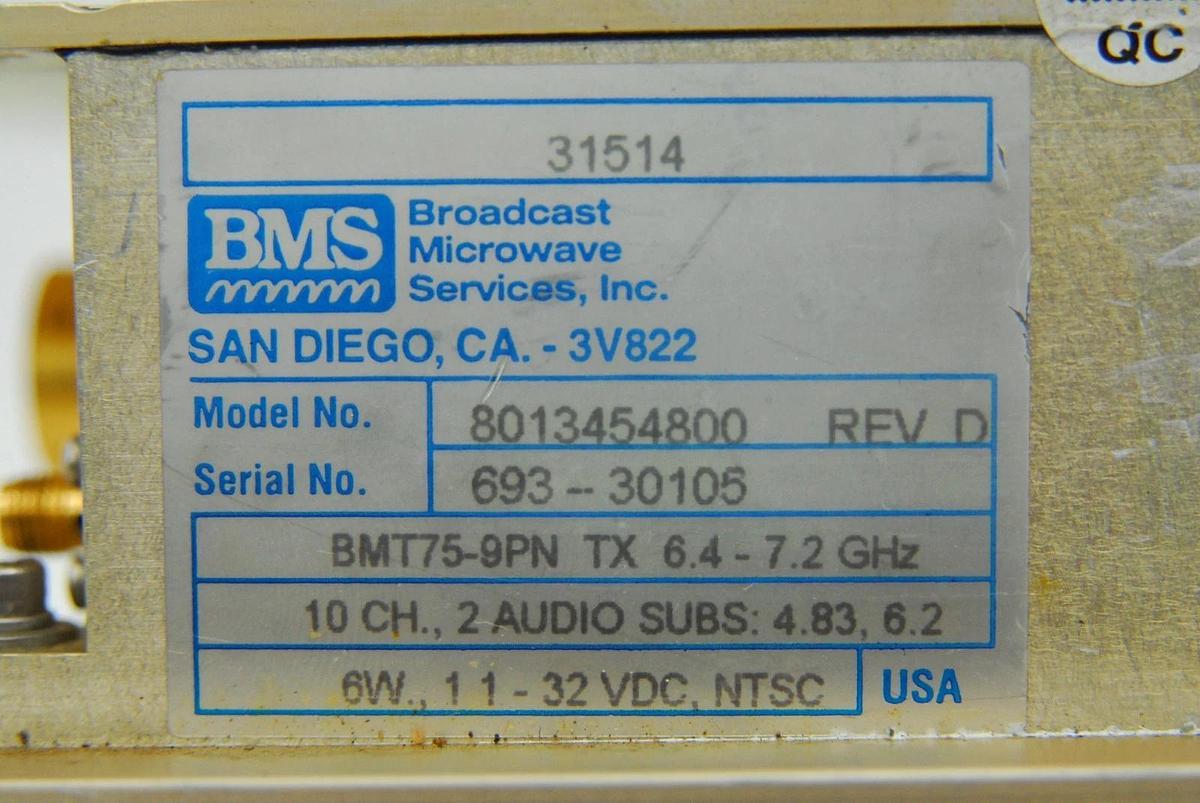 QC
31514
BMS
Broadcast
Microwave
Services, Inc.
SAN DIEGO, CA. - 3V822
Model No. 8013454800 REV D
Serial No. 693 - 30105
BMT75-9PN TX 6.4 - 7.2 GHz
10 CH., 2 AUDIO SUBS: 4.83, 6.2
6W., 11 - 32 VDC, NTSC USA